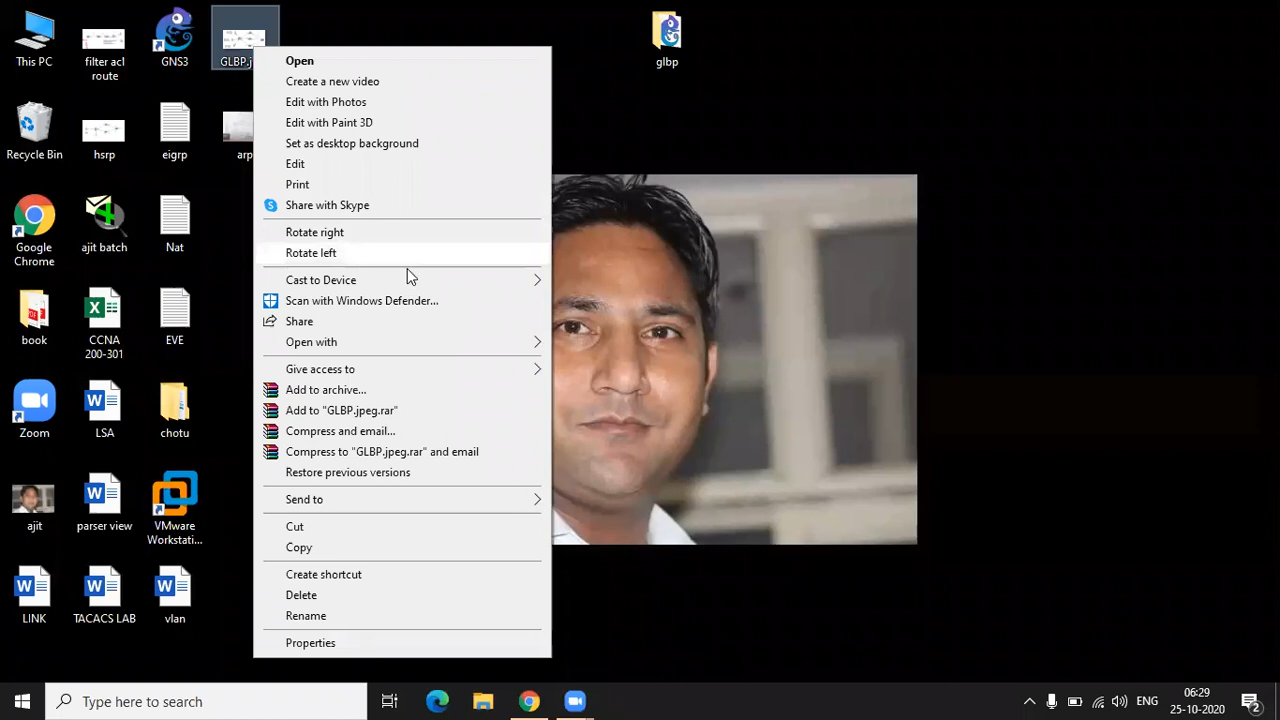 This PC
filter acl
route
GNS3
GLBP.j
glbp
Recycle Bin
hsrp
eigrp
arp
Google
Chrome
ajit batch
Nat
book
CCNA
200-301
EVE
Zoom
LSA
chotu
ajit
parser view
VMware
Workstati...
LINK
TACACS LAB
vlan
Open
Create a new video
Edit with Photos
Edit with Paint 3D
Set as desktop background
Edit
Print
Share with Skype
Rotate right
Rotate left
Cast to Device
Scan with Windows Defender...
Share
Open with
Give access to
Add to archive...
Add to "GLBP.jpeg.rar"
Compress and email...
Compress to "GLBP.jpeg.rar" and email
Restore previous versions
Send to
Cut
Copy
Create shortcut
Delete
Rename
Properties
Type here to search
ENG
06:29
25-10-2020
2